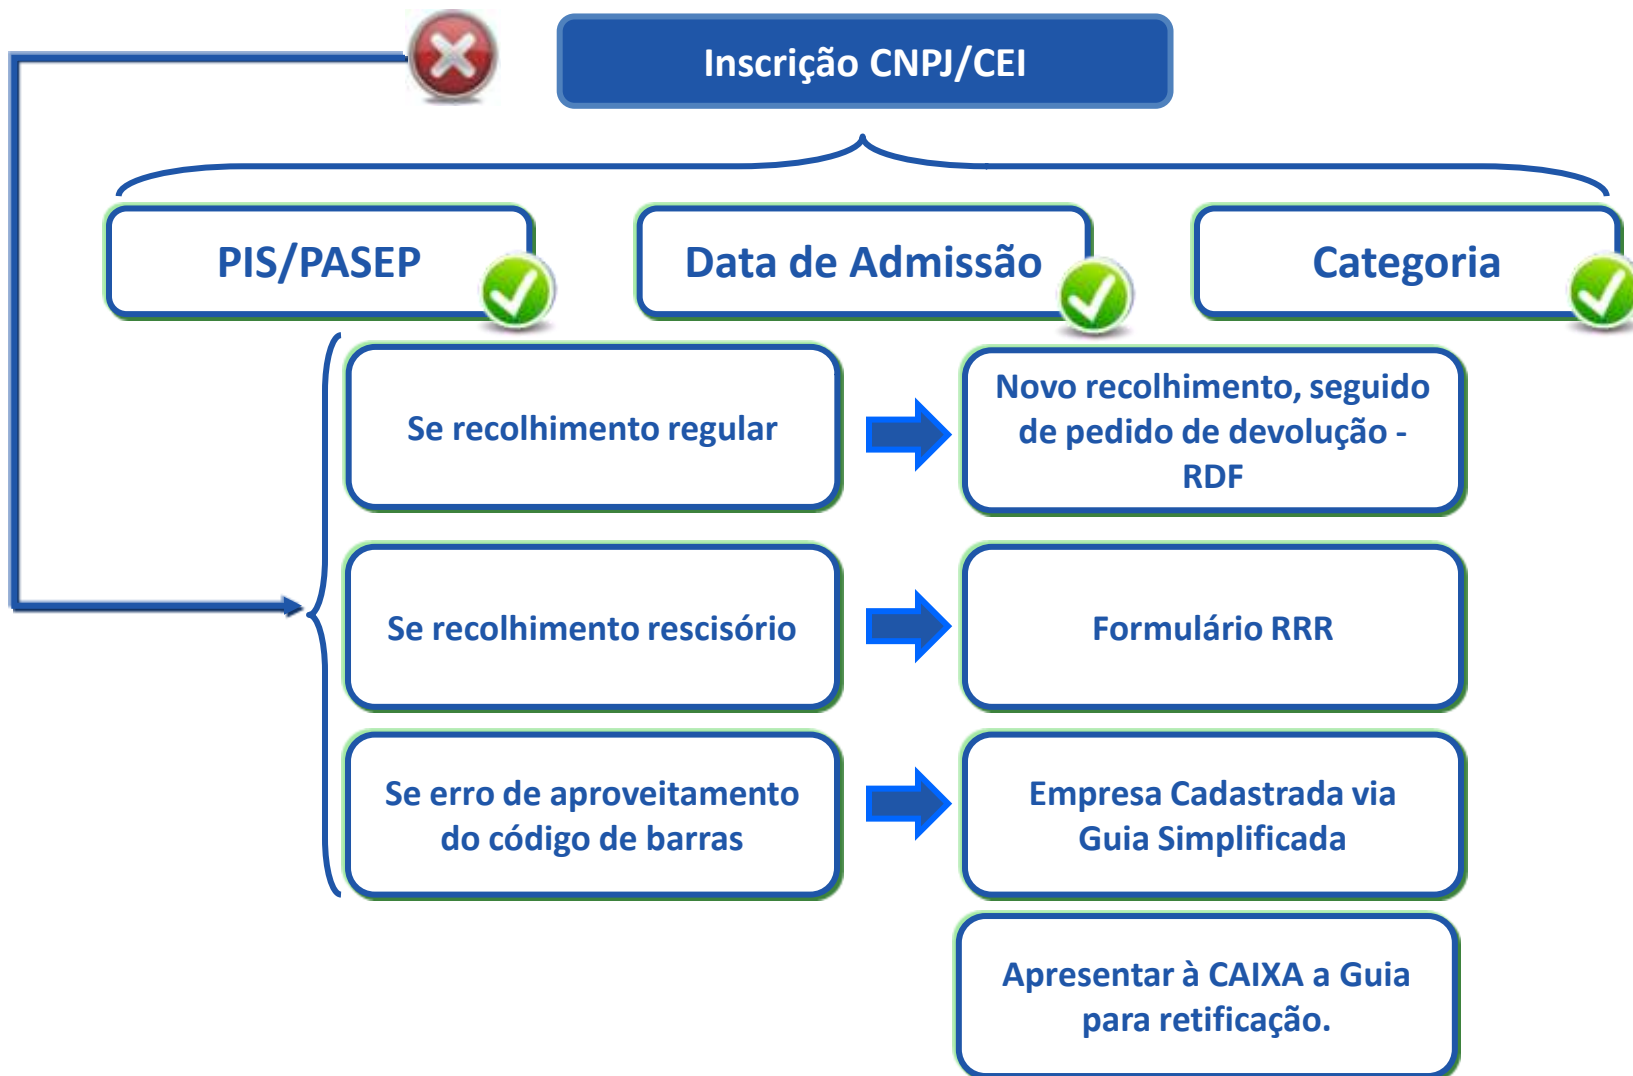 Inscrição CNPJ/CEI
PIS/PASEP
Data de Admissão
Categoria
Se recolhimento regular
Novo recolhimento, seguido
de pedido de devolução -
RDF
Se recolhimento rescisório
Formulário RRR
Se erro de aproveitamento
do código de barras
Empresa Cadastrada via
Guia Simplificada
Apresentar à CAIXA a Guia
para retificação.